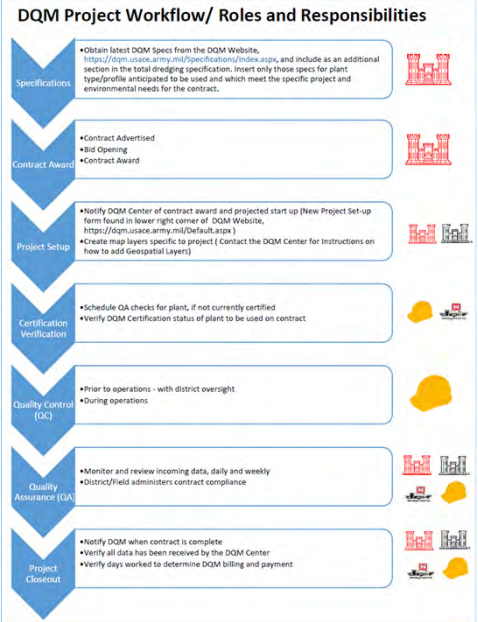 DQM Project Workflow/ Roles and Responsibilities
Specifications
•Obtain latest DQM Specs from the DQM Website,
https://dqm.usace.army.mil/Specifications/Index.aspx, and include as an additional
section in the total dredging specification. Insert only those specs for plant
type/profile anticipated to be used and which meet the specific project and
environmental needs for the contract.
Contract Award
•Contract Advertised
•Bid Opening
•Contract Award
Project Setup
•Notify DQM Center of contract award and projected start up (New Project Set-up
form found in lower right corner of DQM Website,
https://dqm.usace.army.mil/Default.aspx )
•Create map layers specific to project ( Contact the DQM Center for Instructions on
how to add Geospatial Layers)
Certification
Verification
•Schedule QA checks for plant, if not currently certified
•Verify DQM Certification status of plant to be used on contract
Quality Control
(QC)
•Prior to operations - with district oversight
•During operations
Quality
Assurance (QA)
•Monitor and review incoming data, daily and weekly
•District/Field administers contract compliance
Project
Closeout
•Notify DQM when contract is complete
•Verify all data has been received by the DQM Center
•Verify days worked to determine DQM billing and payment